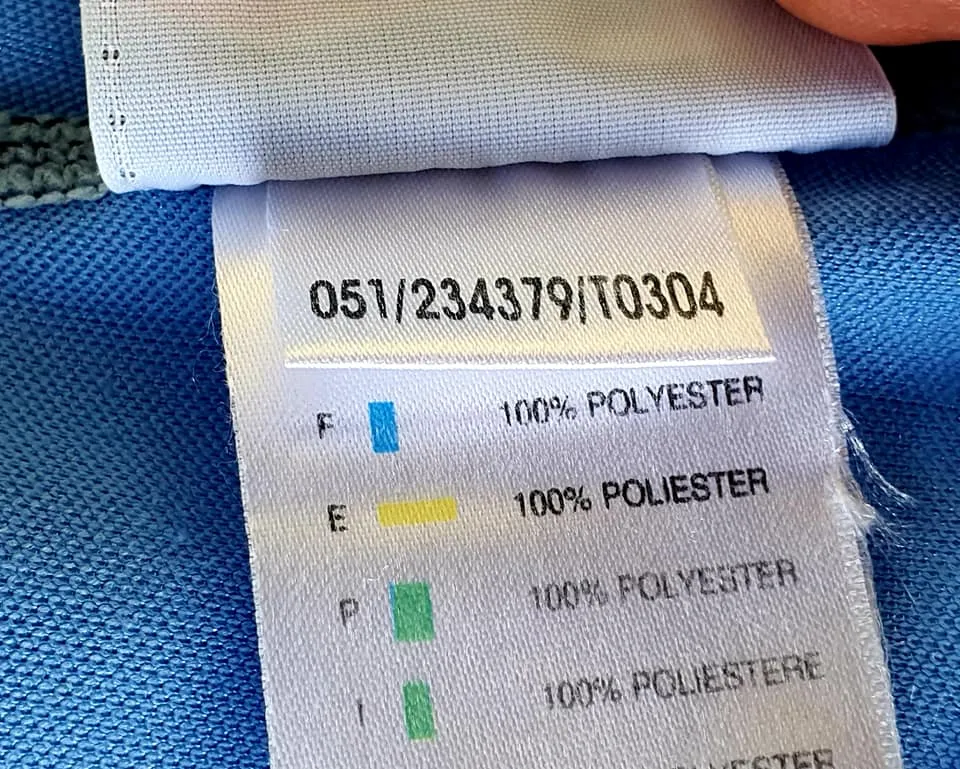 051/234379/T0304
F 100% POLYESTER
E 100% POLIESTER
P 100% POLYESTER
I 100% POLIESTERE